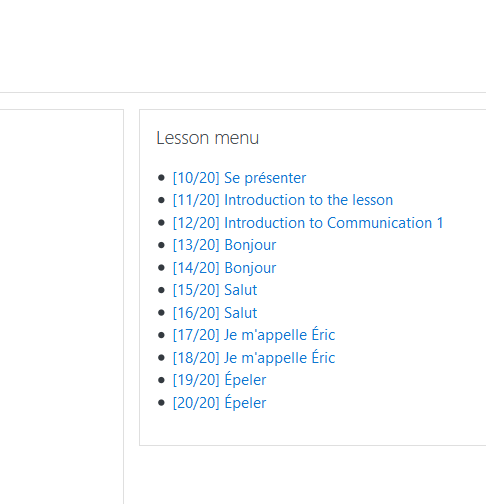 Lesson menu
[10/20] Se présenter
[11/20] Introduction to the lesson
[12/20] Introduction to Communication 1
[13/20] Bonjour
[14/20] Bonjour
[15/20] Salut
[16/20] Salut
[17/20] Je m'appelle Éric
[18/20] Je m'appelle Éric
[19/20] Épeler
[20/20] Épeler